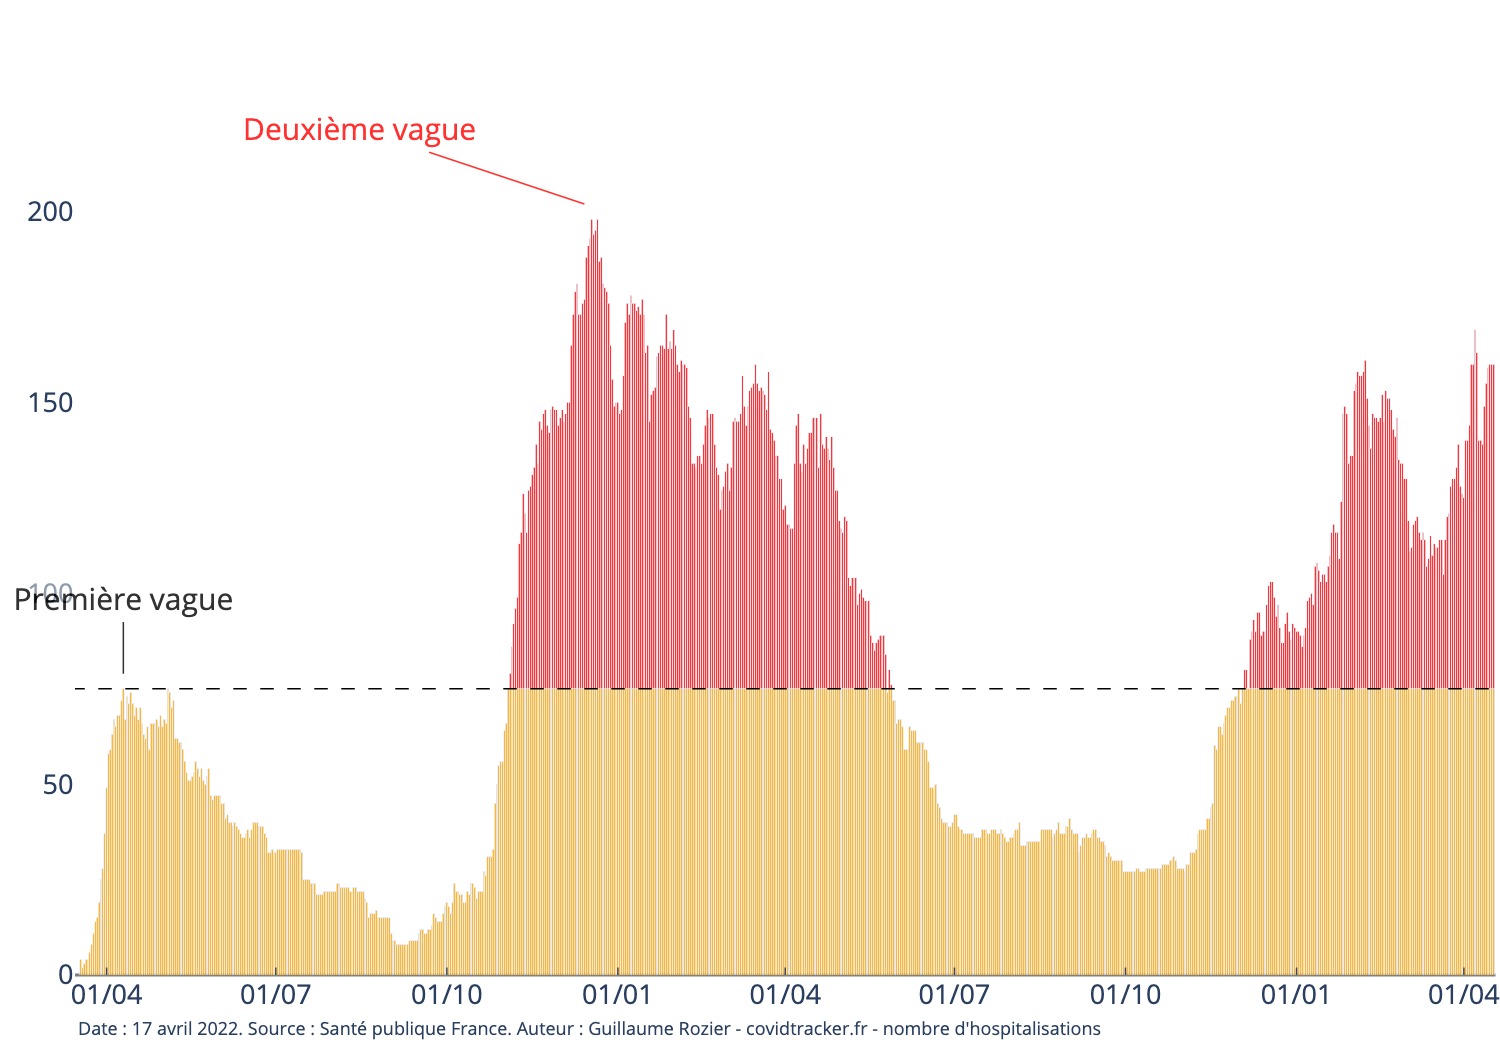 Deuxième vague
200
150
100
Première vague
50
0
01/04 01/07 01/10 01/01 01/04 01/07 01/10 01/01 01/04
Date : 17 avril 2022. Source : Santé publique France. Auteur : Guillaume Rozier - covidtracker.fr - nombre d'hospitalisations